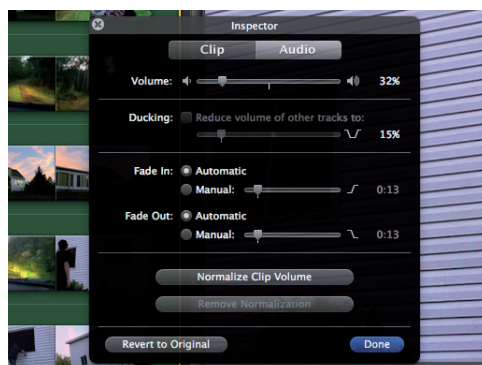 Inspector
Clip Audio
Volume: 32%
Ducking: Reduce volume of other tracks to:
15%
Fade In: Automatic
Manual: 0:13
Fade Out: Automatic
Manual: 0:13
Normalize Clip Volume
Remove Normalization
Revert to Original Done